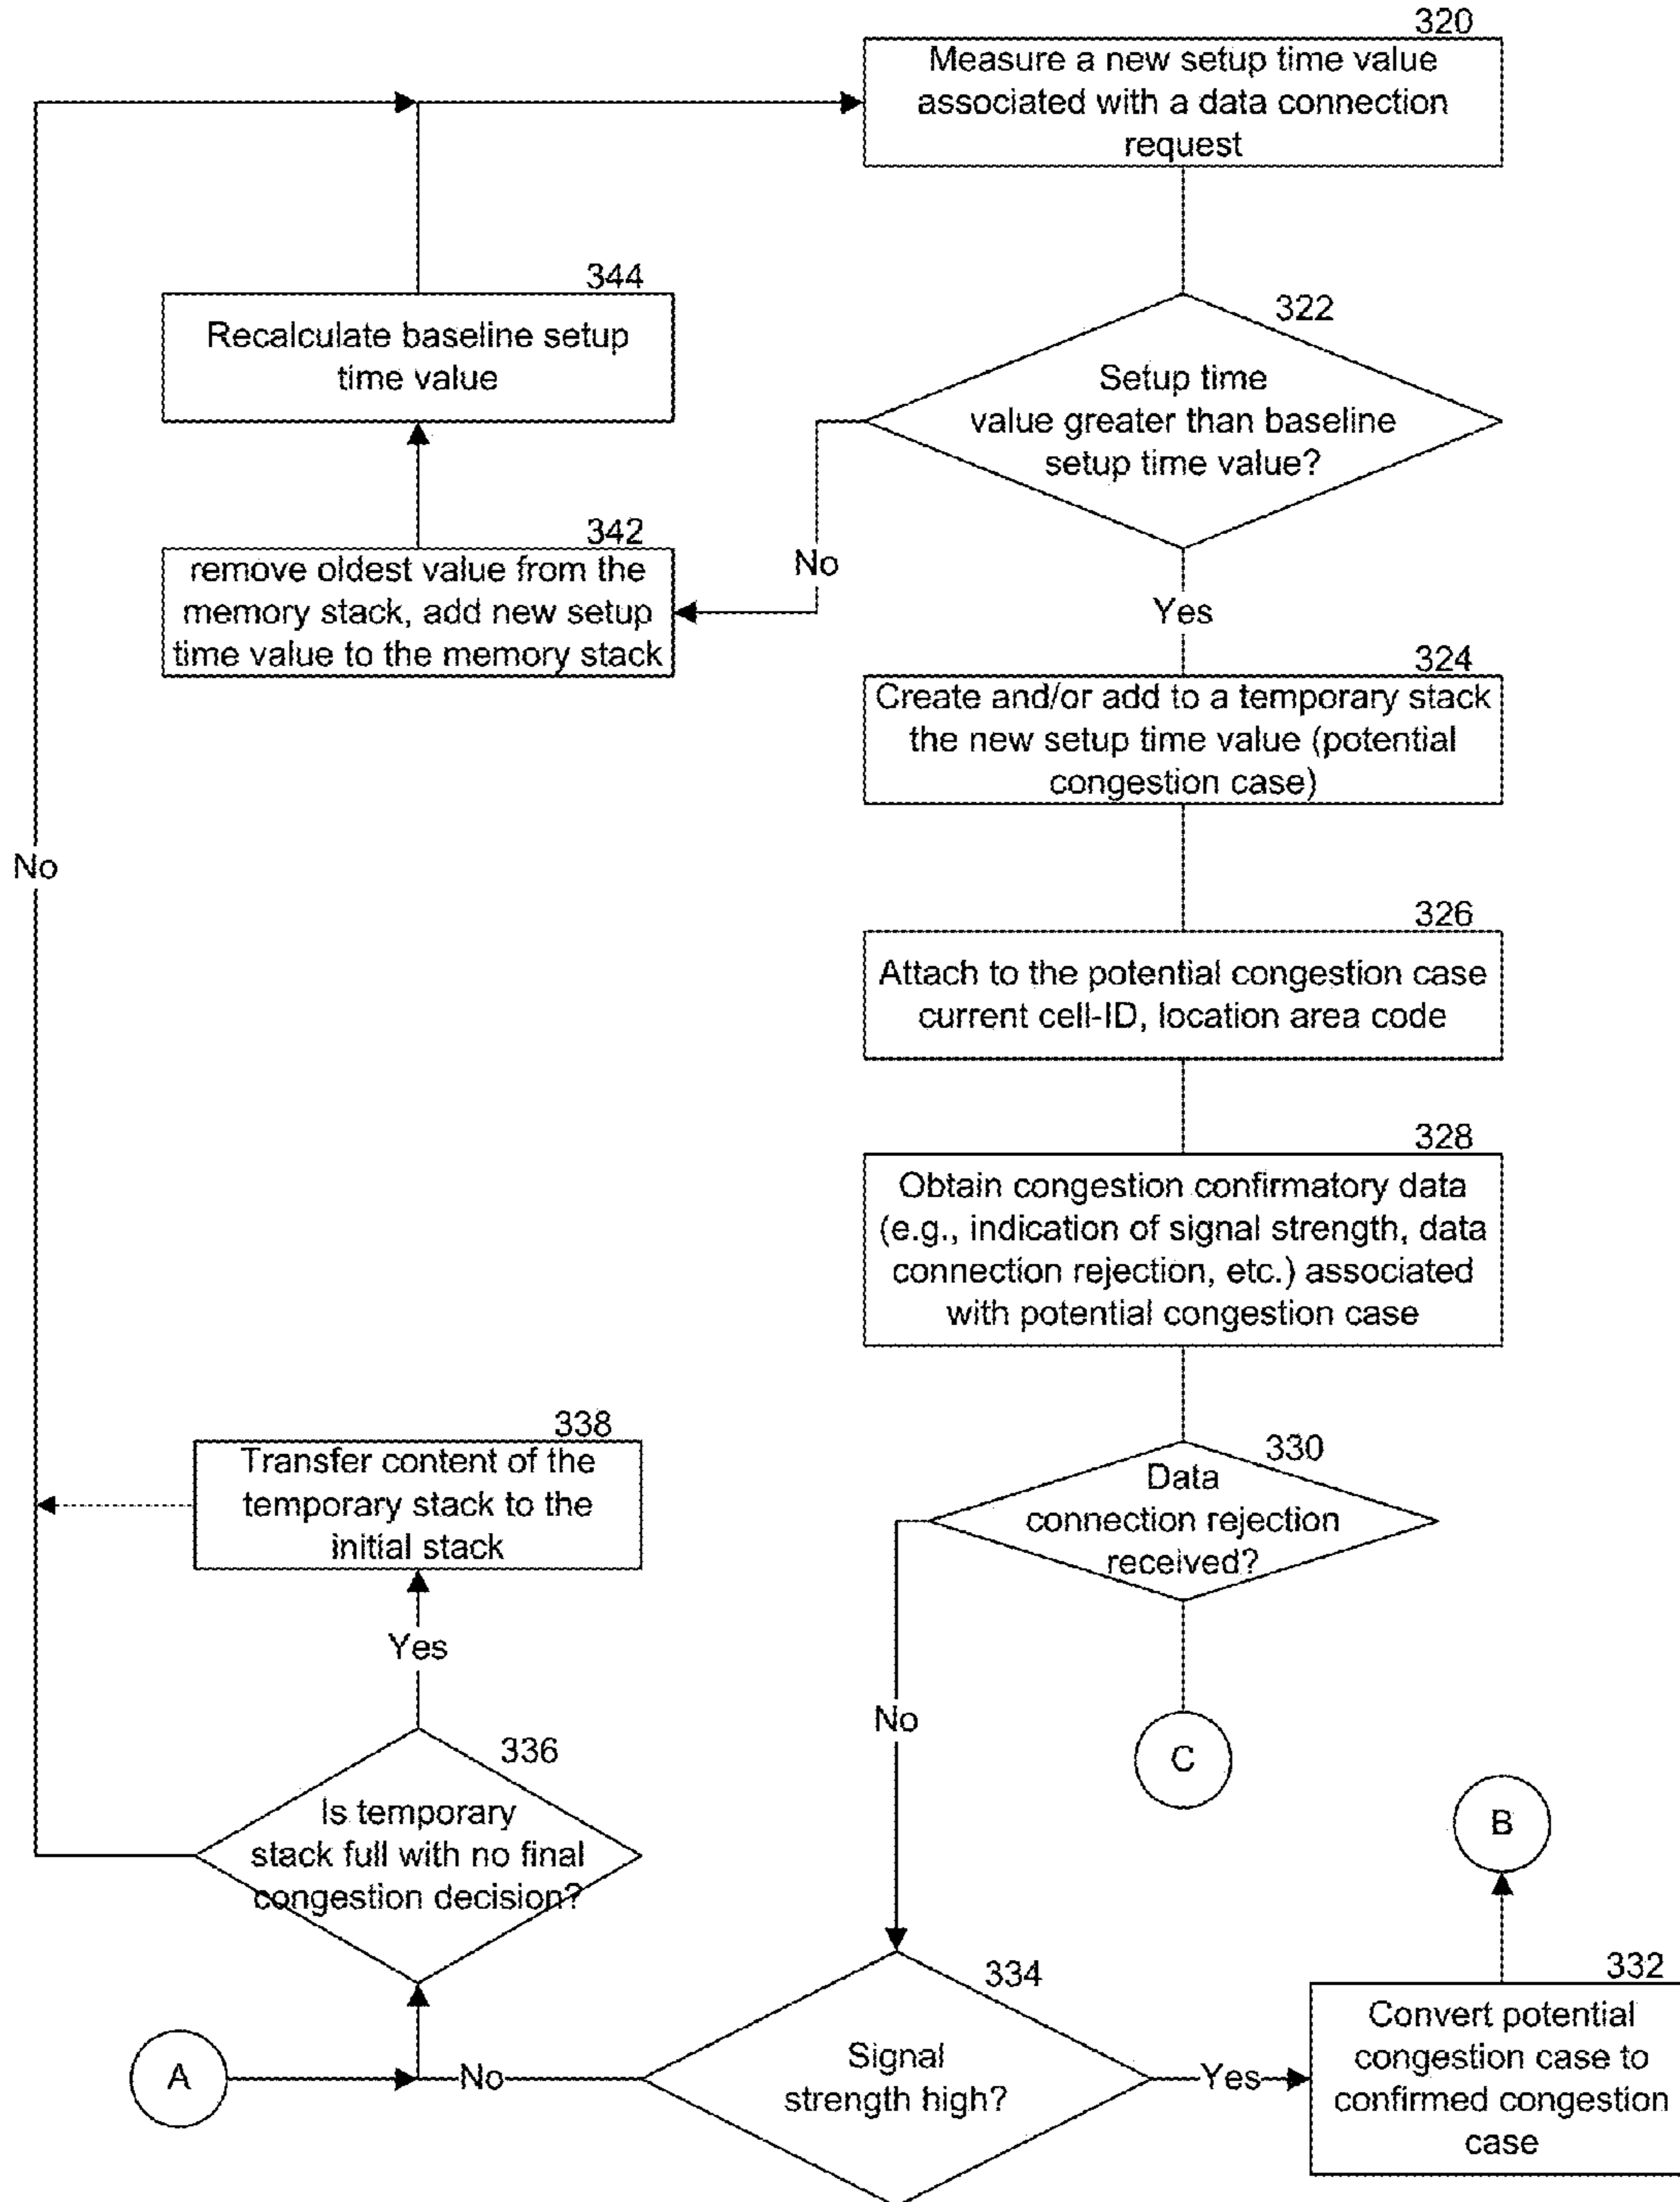 320
Measure a new setup time value
associated with a data connection
request
344
Recalculate baseline setup
time value
322
Setup time
value greater than baseline
setup time value?
342
remove oldest value from the
memory stack, add new setup
time value to the memory stack
No
Yes
324
Create and/or add to a temporary stack
the new setup time value (potential
congestion case)
No
326
Attach to the potential congestion case
current cell-ID, location area code
328
Obtain congestion confirmatory data
(e.g., indication of signal strength, data
connection rejection, etc.) associated
with potential congestion case
338
Transfer content of the
temporary stack to the
initial stack
330
Data
connection rejection
received?
Yes
No
C
336
Is temporary
stack full with no final
congestion decision?
B
334
Signal
strength high?
332
Convert potential
congestion case to
confirmed congestion
case
A
No
Yes